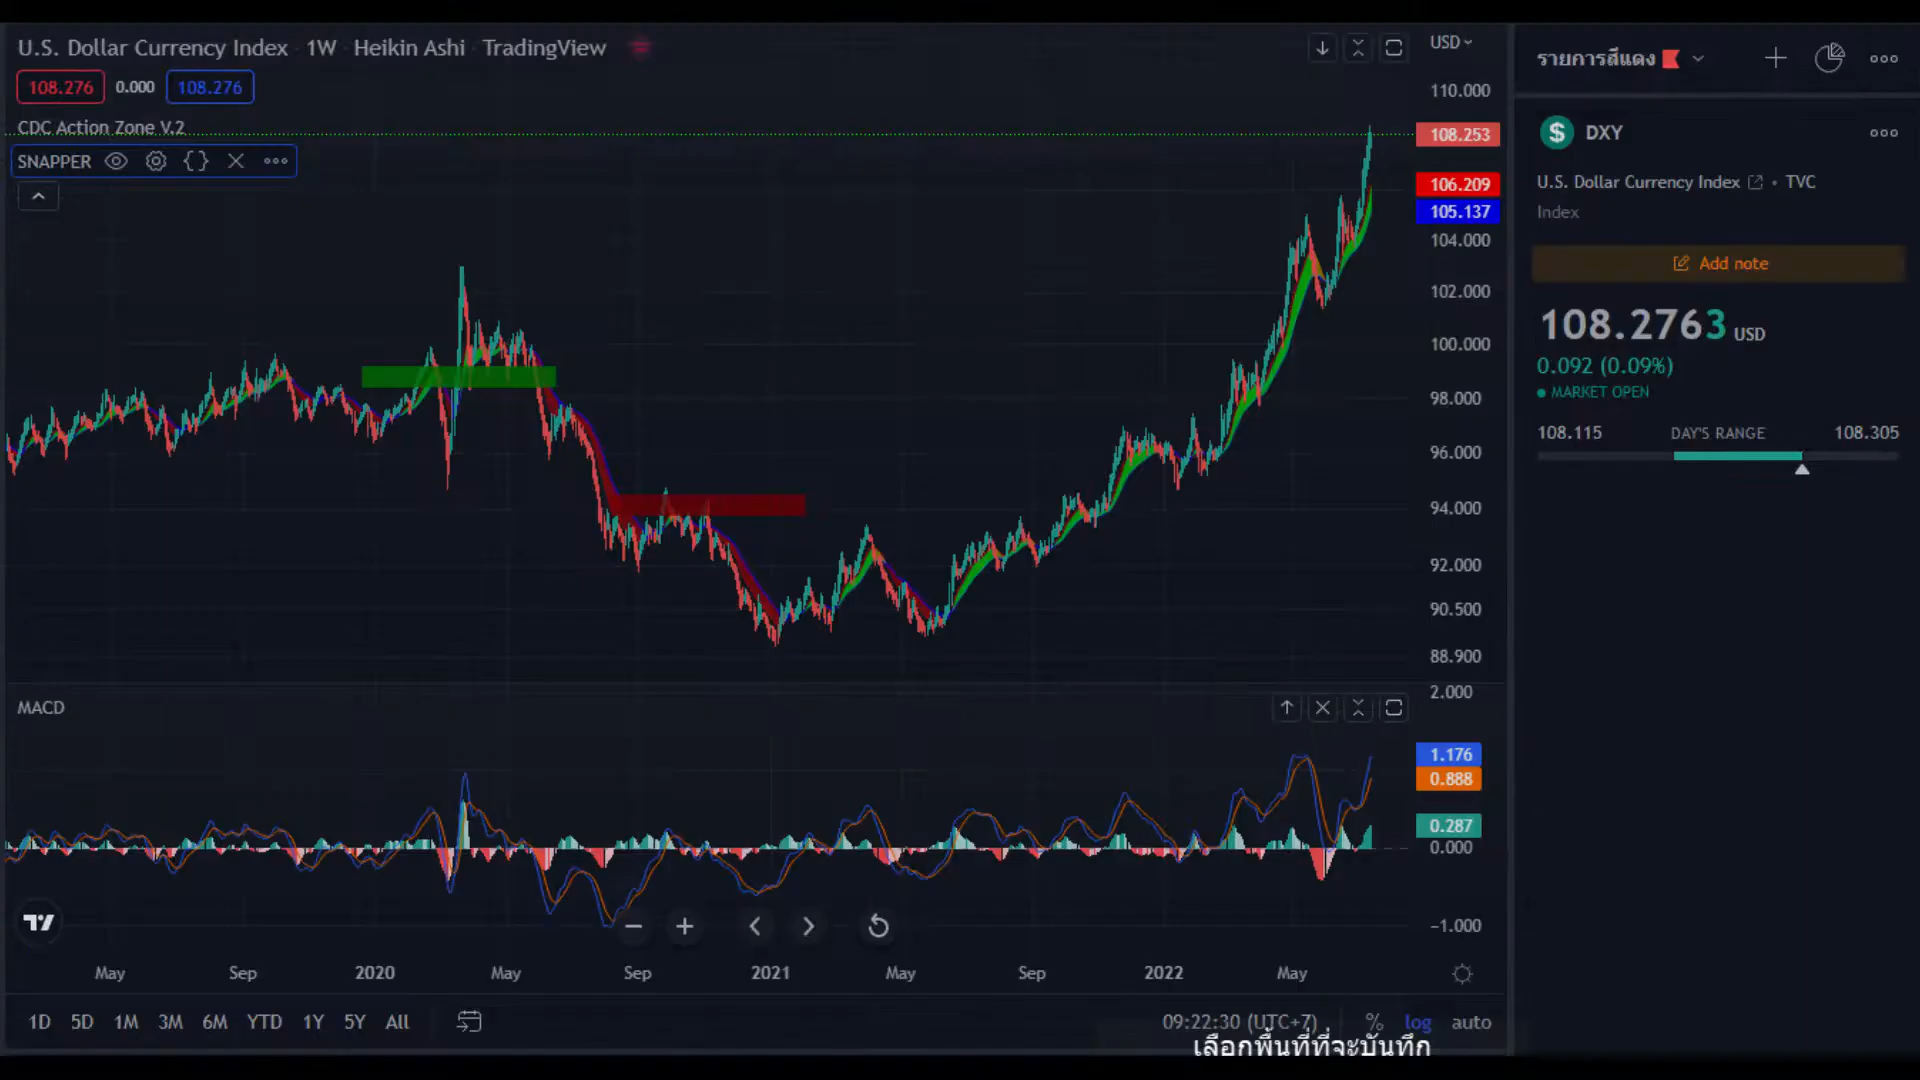 U.S. Dollar Currency Index 1W Heikin Ashi TradingView
USD
108.276 0.000 108.276
110.000
CDC Action Zone V.2
108.253
SNAPPER
106.209
105.137
104.000
102.000
100.000
98.000
96.000
94.000
92.000
90.500
88.900
MACD
2.000
1.176
0.888
0.287
0.000
−1.000
May Sep 2020 May Sep 2021 May Sep 2022 May
1D 5D 1M 3M 6M YTD 1Y 5Y All
09:22:30 (UTC+7) % log auto
เลือกพื้นที่ที่จะบันทึก
รายการสีแดง
$ DXY
U.S. Dollar Currency Index • TVC
Index
Add note
108.2763 USD
0.092 (0.09%)
MARKET OPEN
108.115 DAY'S RANGE 108.305